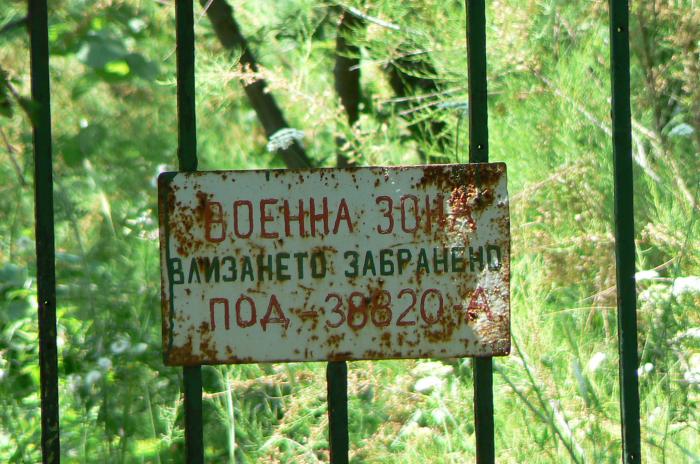 ВОЕННА ЗОНА
ВЛИЗАНЕТО ЗАБРАНЕНО
ПОД - 38820-А